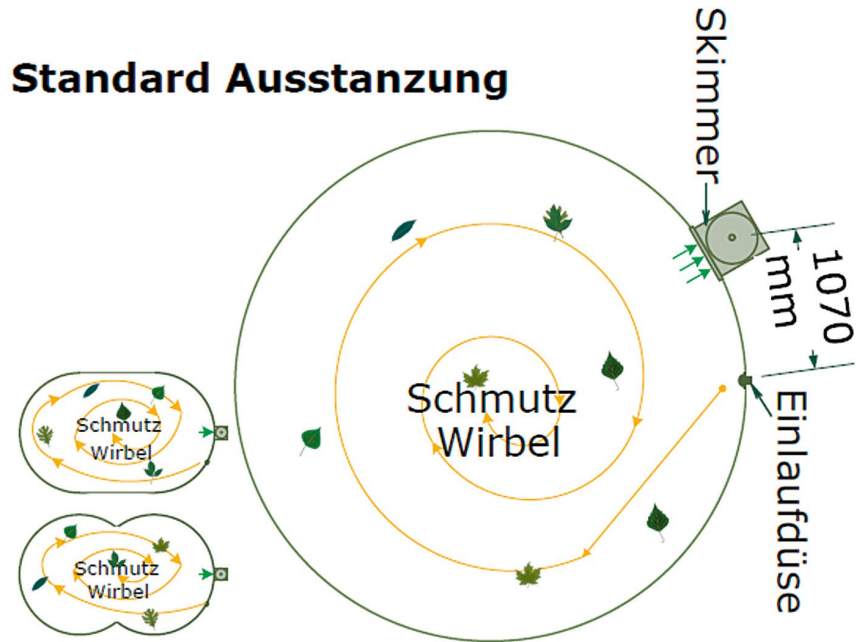 Standard Ausstanzung
Skimmer
1070
mm
Schmutz
Wirbel
Einlaufdüse
Schmutz
Wirbel
Schmutz
Wirbel